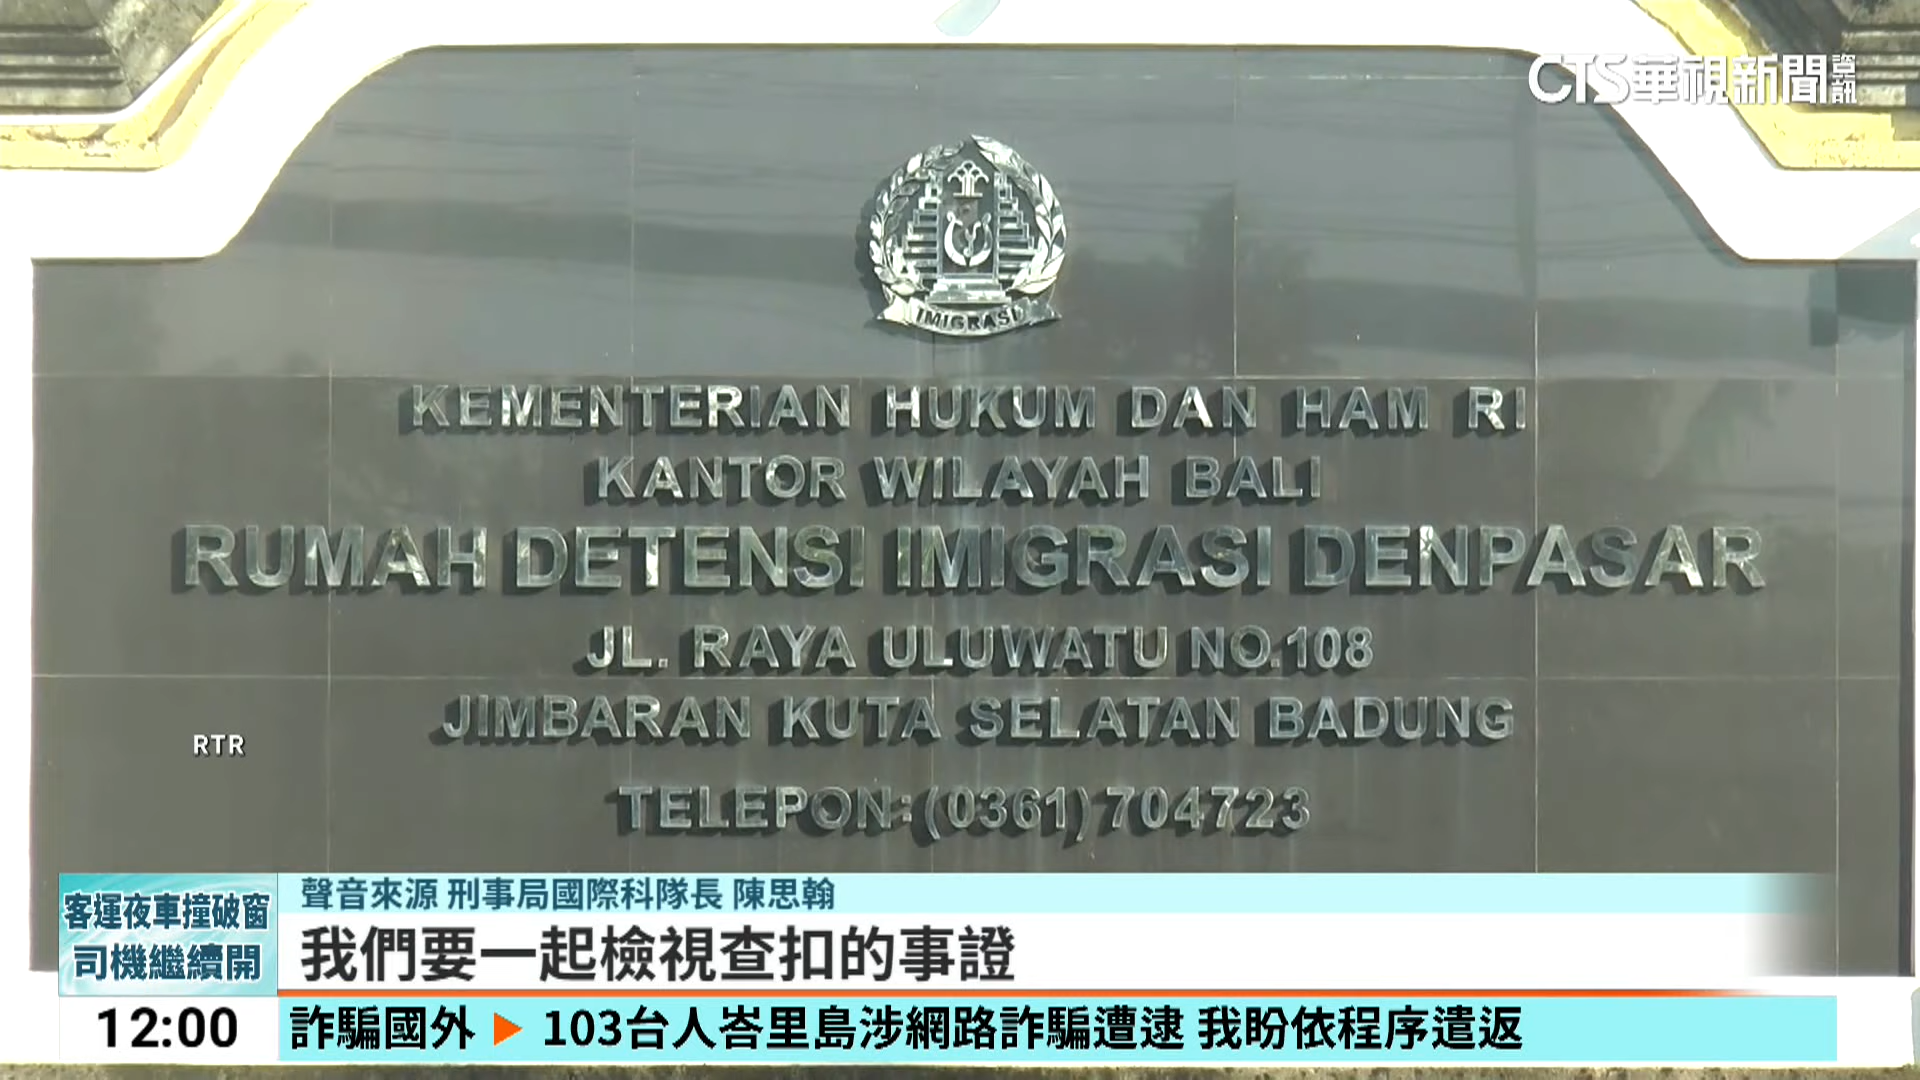 CTS華視新聞資訊
IMIGRASI
KEMENTERIAN HUKUM DAN HAM RI
KANTOR WILAYAH BALI
RUMAH DETENSI IMIGRASI DENPASAR
JL. RAYA ULUWATU NO.108
JIMBARAN KUTA SELATAN BADUNG
TELEPON:(0361)704723
RTR
聲音來源 刑事局國際科隊長 陳思翰
客運夜車撞破窗
司機繼續開
我們要一起檢視查扣的事證
12:00
詐騙國外 ▶ 103台人峇里島涉網路詐騙遭逮 我盼依程序遣返